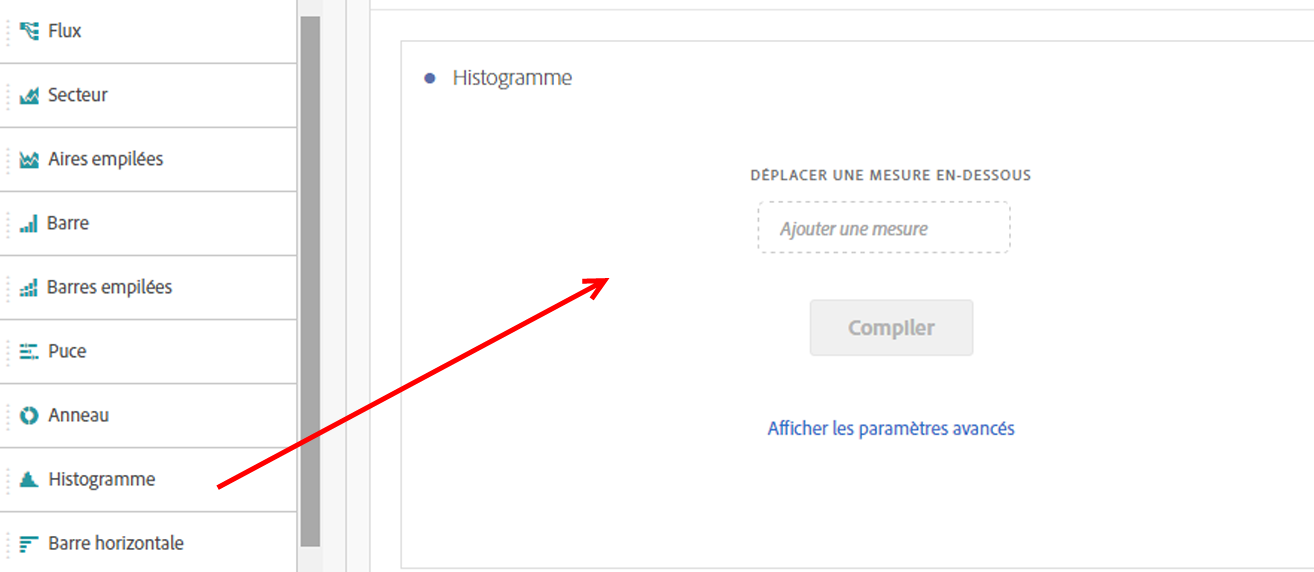 Flux
Secteur
Aires empilées
Barre
Barres empilées
Puce
Anneau
Histogramme
Barre horizontale
Histogramme
DÉPLACER UNE MESURE EN-DESSOUS
Ajouter une mesure
Compiler
Afficher les paramètres avancés